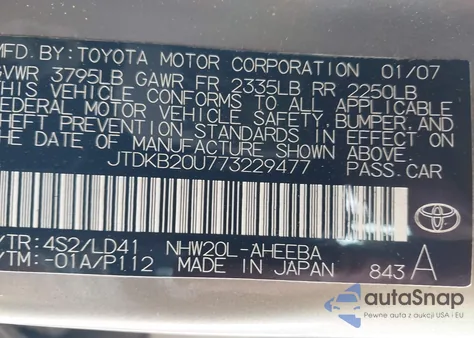 MFD.BY: TOYOTA MOTOR CORPORATION 01/07
GVWR 3795LB GAWR FR 2335LB RR 2250LB
THIS VEHICLE CONFORMS TO ALL APPLICABLE
FEDERAL MOTOR VEHICLE SAFETY, BUMPER, AND
THEFT PREVENTION STANDARDS IN EFFECT ON
THE DATE OF MANUFACTURE SHOWN ABOVE.
JTDKB20U773229477 PASS.CAR
/TR: 4S2/LD41 NHW20L-AHEEBA
/TM: -01A/P112 MADE IN JAPAN 843 A
TOYOTA
autoSnap
Pewne auta z aukcji USA i EU